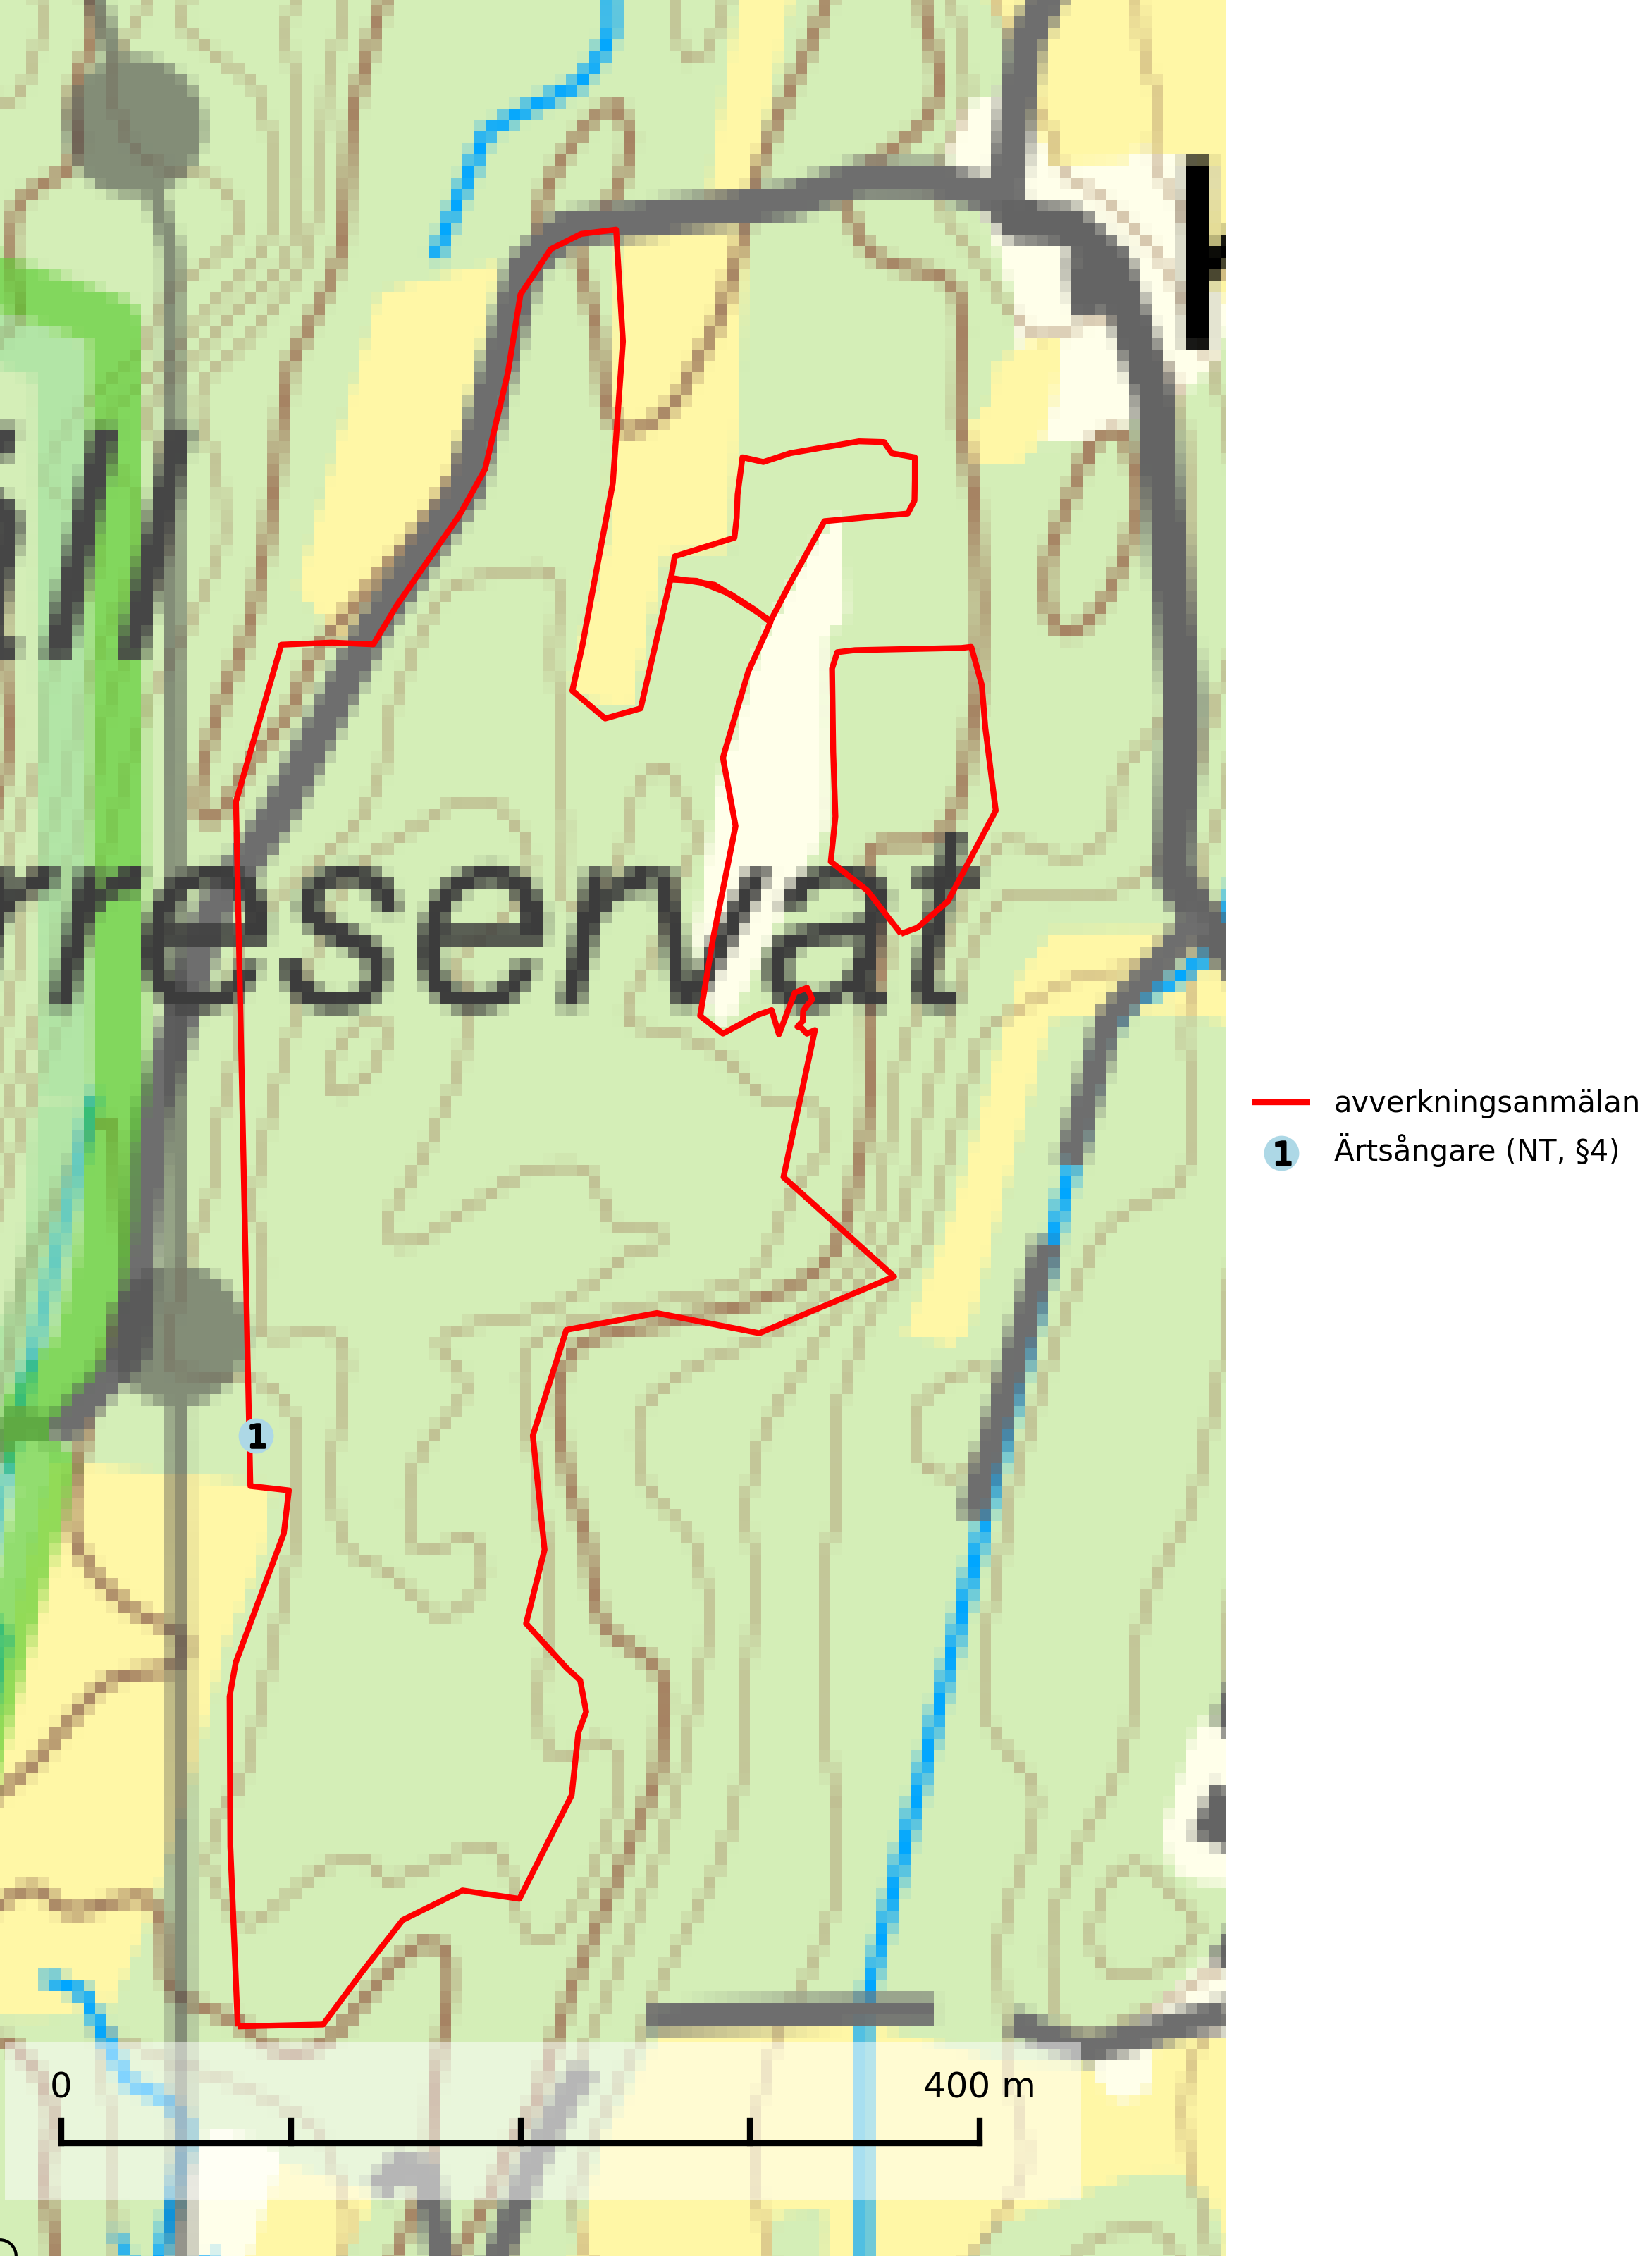 rreservat
avverkningsanmälan
1 Ärtsångare (NT, §4)
1
0 400 m